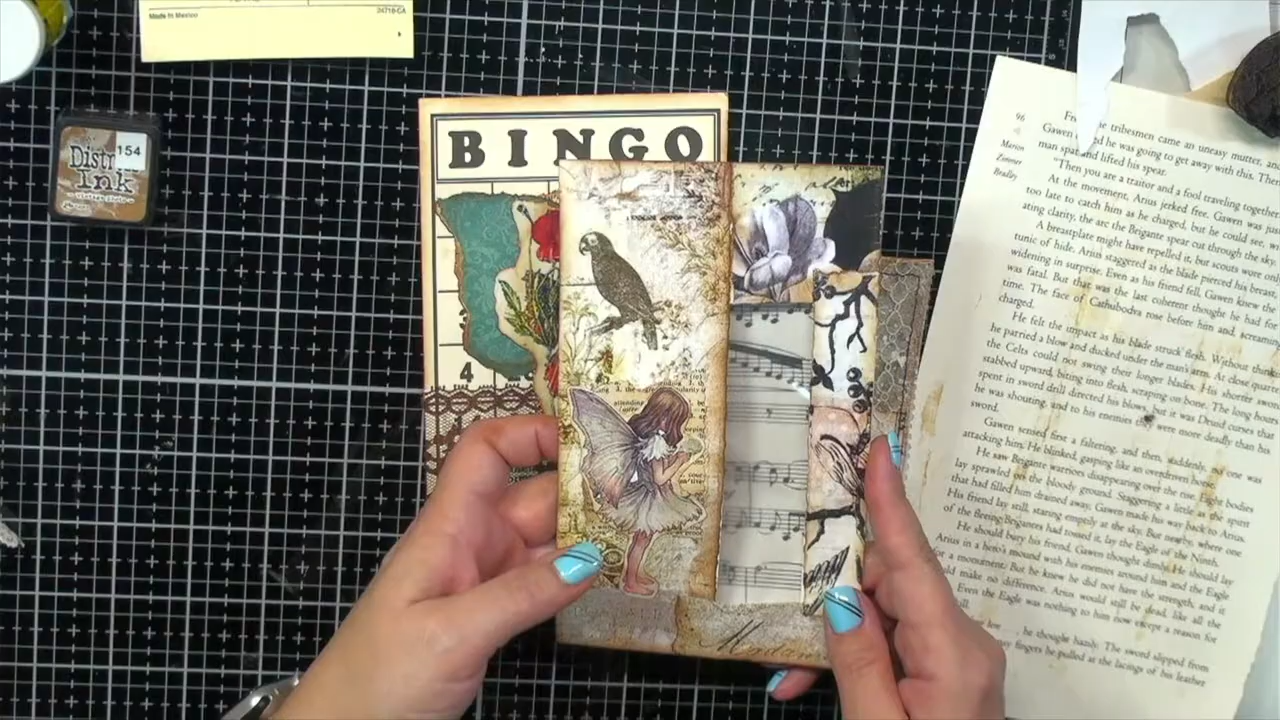 Made In Mexico
24716-CA
Distr
Ink
154
BINGO
4
96
Marion
Zimmer
Bradley
tribesmen came an uneasy mutter, and
Gawen he was going to get away with this. Then
man spat and lifted his spear.
"Then you are a traitor and a fool traveling together
At the movement, Arius jerked free. Gawen was just
too late to catch him as he charged, but he could see, wi
ating clarity, the arc the Brigante spear cut through the sky.
A breastplate might have repelled it, but scouts wore on
tunic of hide. Arius staggered as the blade pierced his breast,
widening in surprise. Even as his friend fell, Gawen knew the
was fatal. But that was the last coherent thought he had for
time. The face of Cathubodva rose before him and, screaming
charged.
He felt the impact as his blade struck flesh. Without think
he parried a blow and ducked under the man's arm. At close quarte
the Celts could not swing their longer blades. His shorter swor
stabbed upward, biting into flesh, scraping on bone. The long hours
spent in sword drill directed his blow, but it was Druid curses that
he was shouting, and to his enemies they were more deadly than his
sword.
Gawen sensed first a faltering, and then, suddenly, no one was
attacking him. He blinked, gasping like an overdriven horse
He saw Brigante warriors disappearing over the rise. bodies
lay sprawled on the bloody ground. Staggering a little, the spirit
that had filled him drained away, Gawen made his way back to Arius.
His friend lay still, staring emptily at the sky. But nearby, where one
of the fleeing Brigantes had tossed it, lay the Eagle of the Ninth.
He should bury his friend, Gawen thought dimly. He should lay
Arius in a hero's mound with his enemies around him and the Eagle
for a monument. But he knew he did not have the strength, and it
would make no difference. Arius would still be dead, like all the
Even the Eagle was nothing to him now except a reason for
he thought hazily. The sword slipped from
fingers he pulled at the lacings of his leather